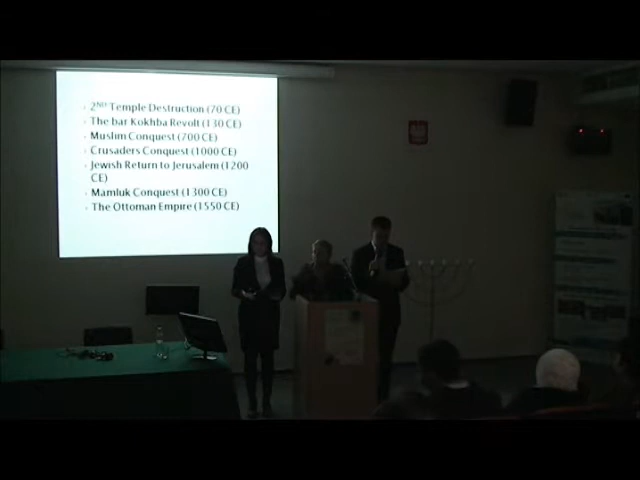 2ND Temple Destruction (70 CE)
The bar Kokhba Revolt (130 CE)
Muslim Conquest (700 CE)
Crusaders Conquest (1000 CE)
Jewish Return to Jerusalem (1200
CE)
Mamluk Conquest (1300 CE)
The Ottoman Empire (1550 CE)